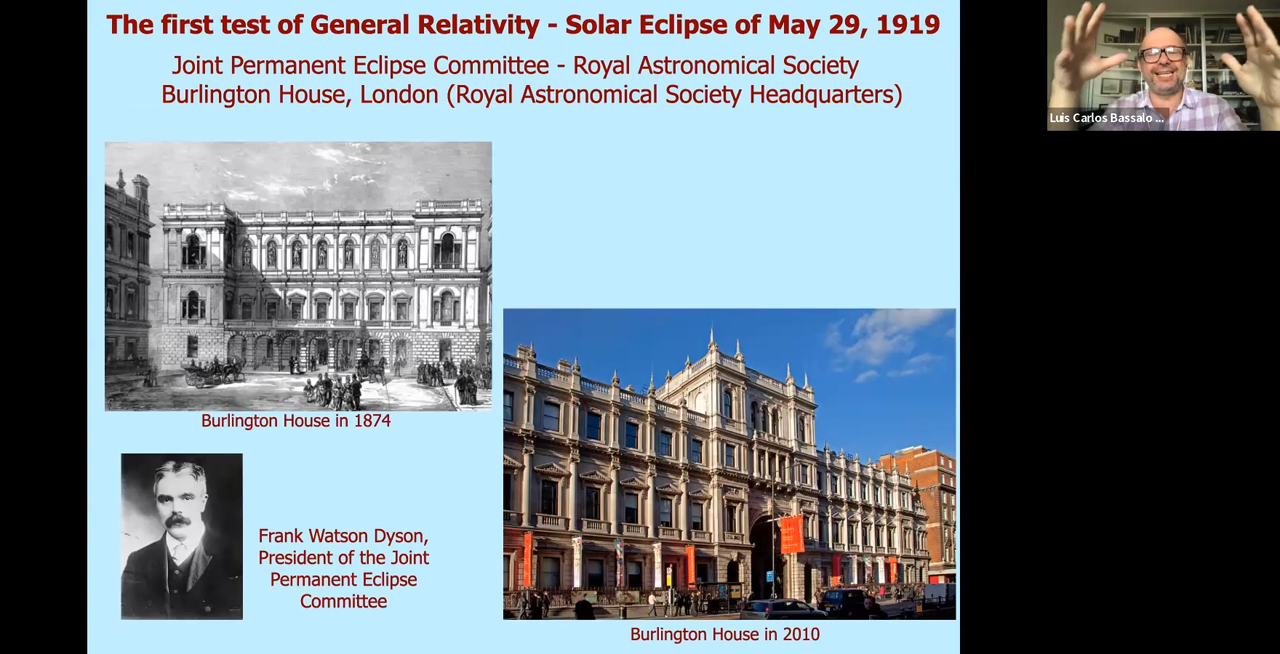 The first test of General Relativity - Solar Eclipse of May 29, 1919
Joint Permanent Eclipse Committee - Royal Astronomical Society
Burlington House, London (Royal Astronomical Society Headquarters)
Luis Carlos Bassalo ...
Burlington House in 1874
Frank Watson Dyson,
President of the Joint
Permanent Eclipse
Committee
Burlington House in 2010